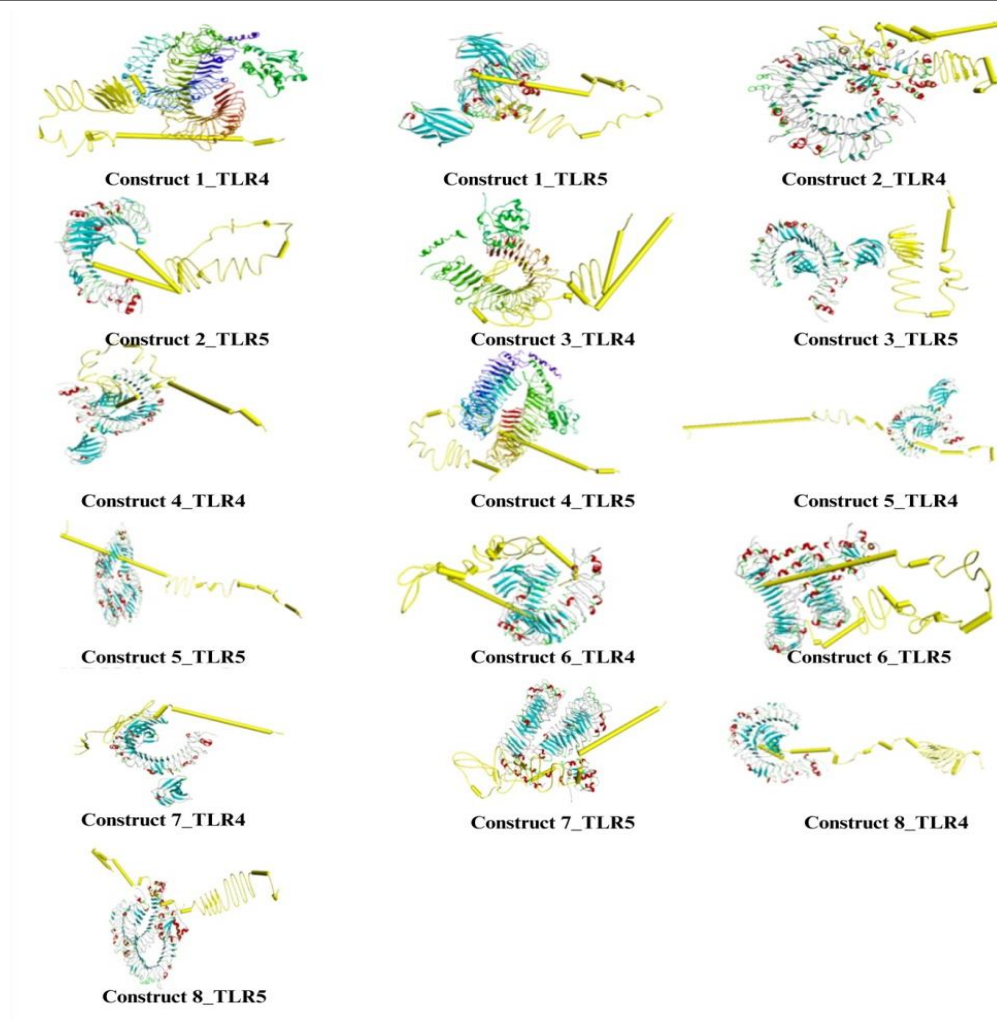 Construct 1_TLR4
Construct 1_TLR5
Construct 2_TLR4
Construct 2_TLR5
Construct 3_TLR4
Construct 3_TLR5
Construct 4_TLR4
Construct 4_TLR5
Construct 5_TLR4
Construct 5_TLR5
Construct 6_TLR4
Construct 6_TLR5
Construct 7_TLR4
Construct 7_TLR5
Construct 8_TLR4
Construct 8_TLR5